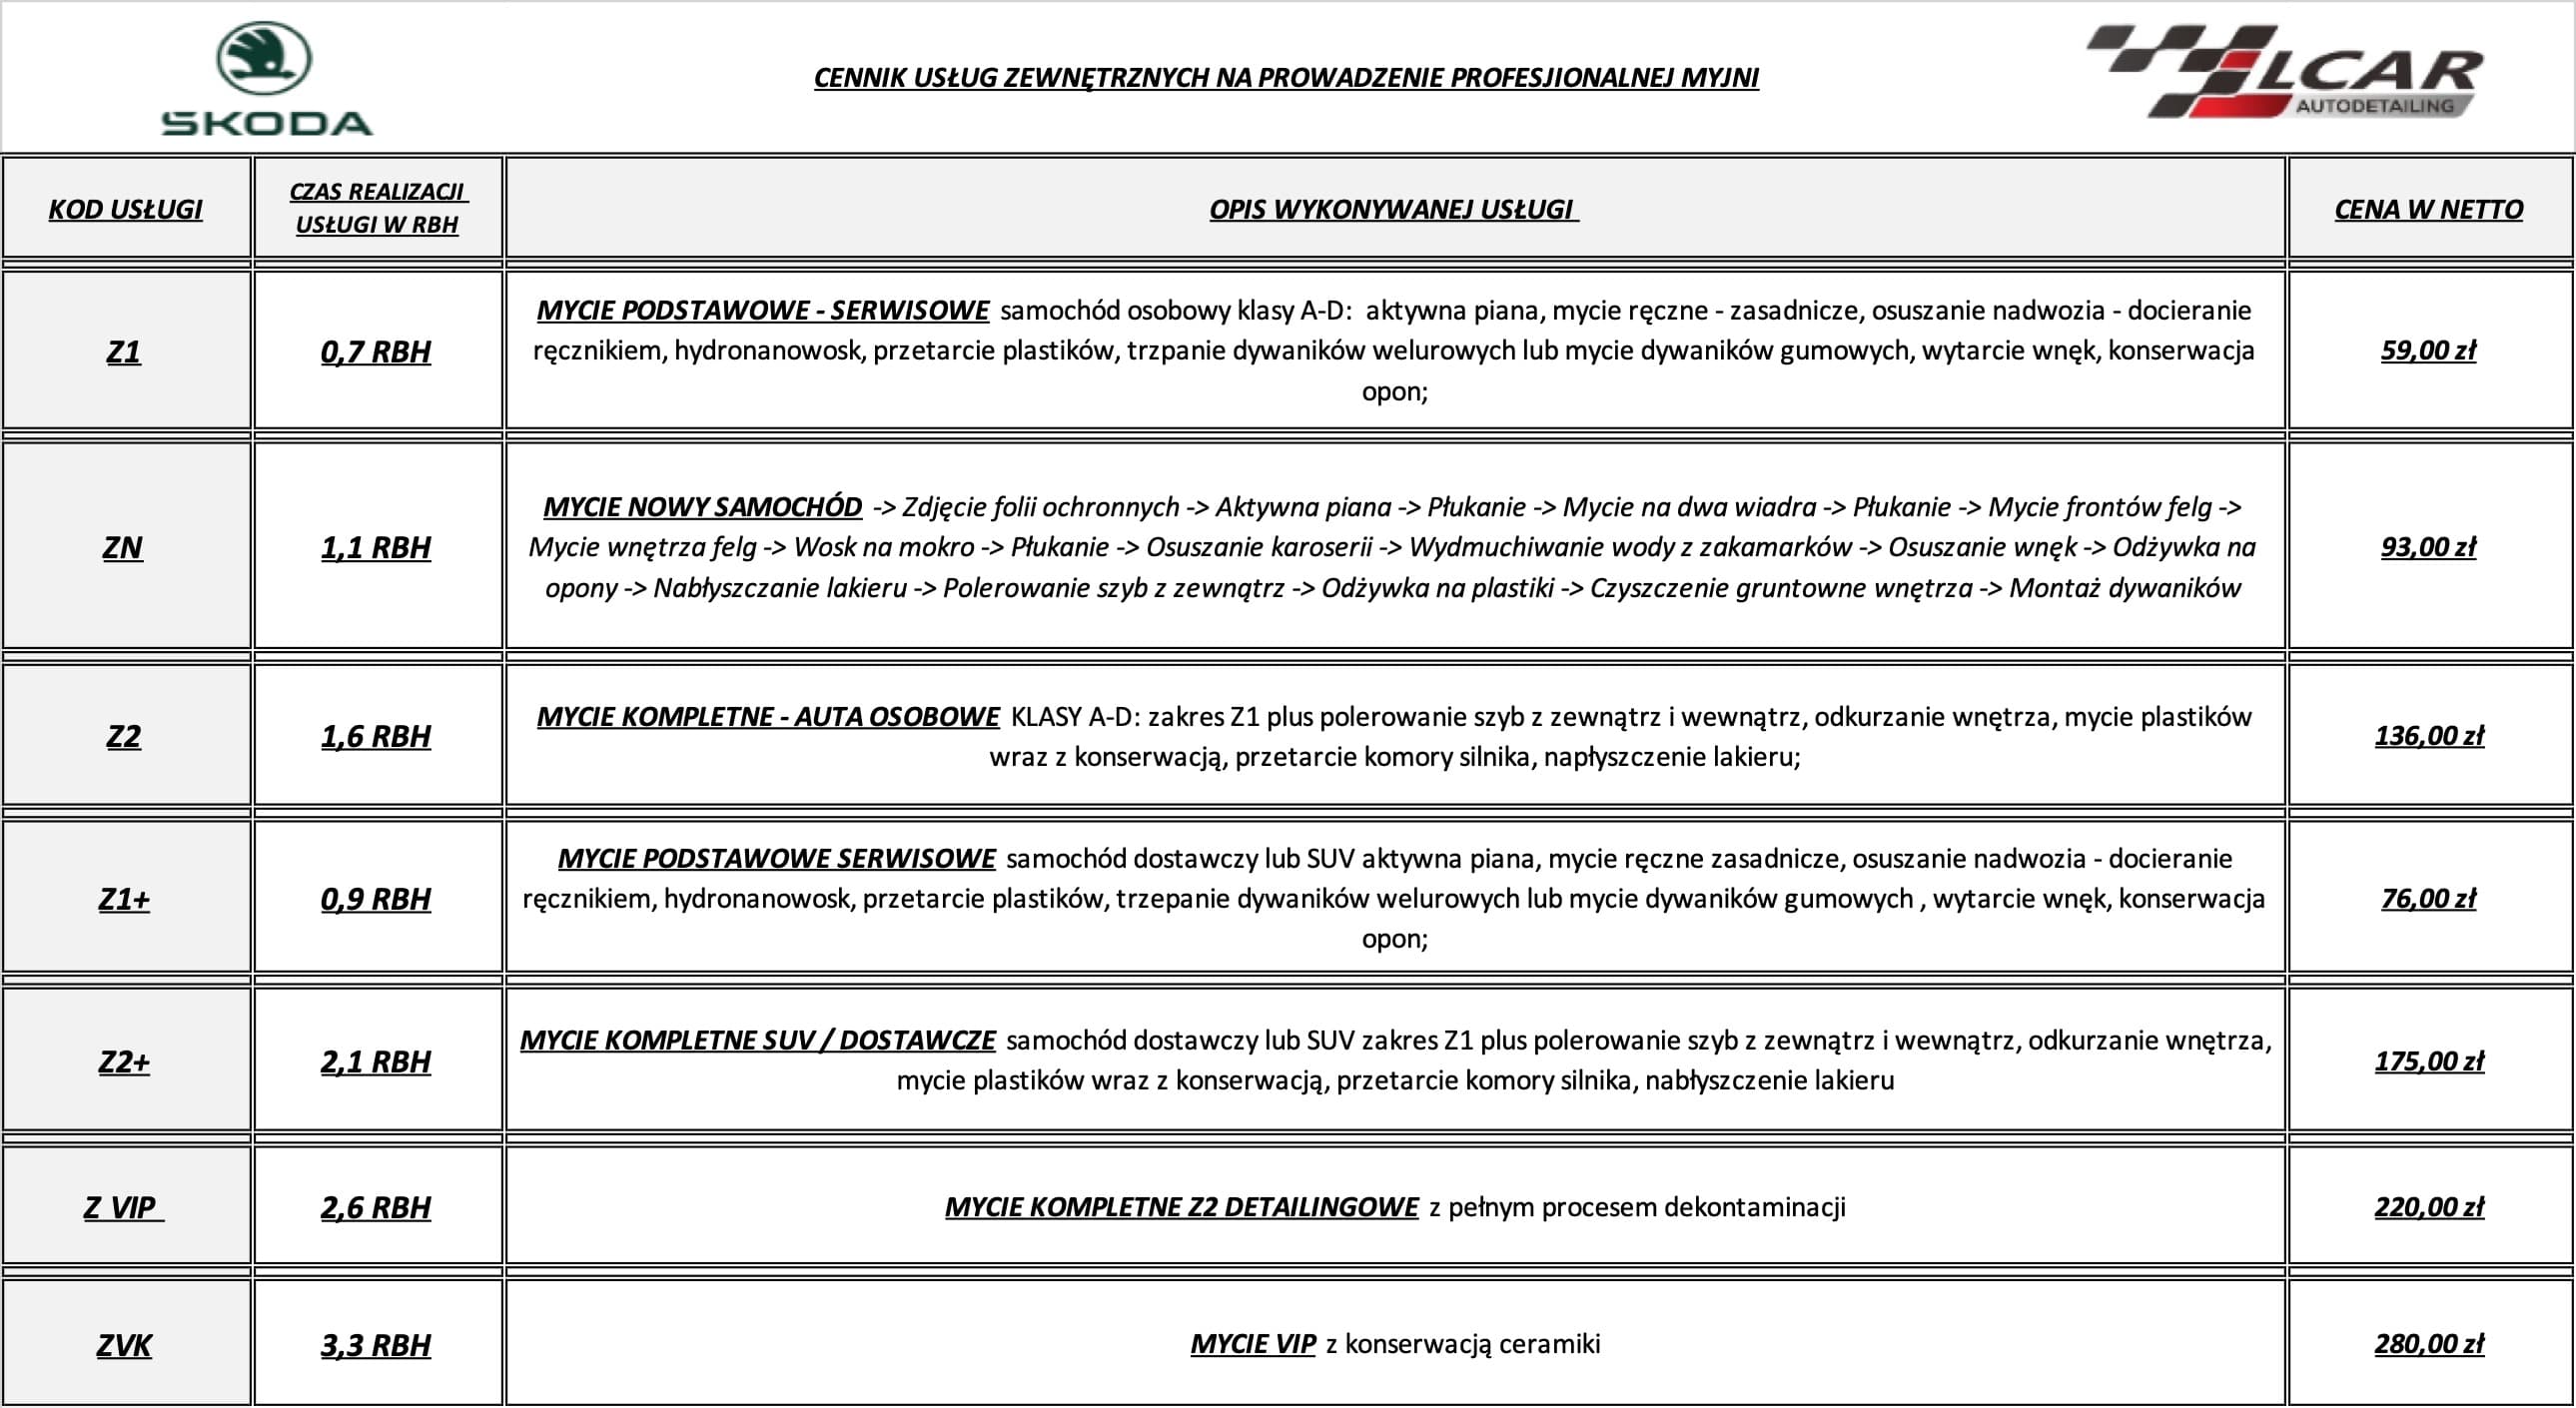 SKODA
CENNIK USŁUG ZEWNĘTRZNYCH NA PROWADZENIE PROFESJIONALNEJ MYJNI
LCAR
AUTODETAILING
KOD USŁUGI
CZAS REALIZACJI
USŁUGI W RBH
OPIS WYKONYWANEJ USŁUGI
CENA W NETTO
Z1
0,7 RBH
MYCIE PODSTAWOWE - SERWISOWE samochód osobowy klasy A-D: aktywna piana, mycie ręczne - zasadnicze, osuszanie nadwozia - docieranie
ręcznikiem, hydronanowosk, przetarcie plastików, trzpanie dywaników welurowych lub mycie dywaników gumowych, wytarcie wnęk, konserwacja
opon;
59,00 zł
ZN
1,1 RBH
MYCIE NOWY SAMOCHÓD -> Zdjęcie folii ochronnych -> Aktywna piana -> Płukanie -> Mycie na dwa wiadra -> Płukanie -> Mycie frontów felg ->
Mycie wnętrza felg -> Wosk na mokro -> Płukanie -> Osuszanie karoserii -> Wydmuchiwanie wody z zakamarków -> Osuszanie wnęk -> Odżywka na
opony -> Nabłyszczanie lakieru -> Polerowanie szyb z zewnątrz -> Odżywka na plastiki -> Czyszczenie gruntowne wnętrza -> Montaż dywaników
93,00 zł
Z2
1,6 RBH
MYCIE KOMPLETNE - AUTA OSOBOWE KLASY A-D: zakres Z1 plus polerowanie szyb z zewnątrz i wewnątrz, odkurzanie wnętrza, mycie plastików
wraz z konserwacją, przetarcie komory silnika, napłyszczenie lakieru;
136,00 zł
Z1+
0,9 RBH
MYCIE PODSTAWOWE SERWISOWE samochód dostawczy lub SUV aktywna piana, mycie ręczne zasadnicze, osuszanie nadwozia - docieranie
ręcznikiem, hydronanowosk, przetarcie plastików, trzepanie dywaników welurowych lub mycie dywaników gumowych , wytarcie wnęk, konserwacja
opon;
76,00 zł
Z2+
2,1 RBH
MYCIE KOMPLETNE SUV / DOSTAWCZE samochód dostawczy lub SUV zakres Z1 plus polerowanie szyb z zewnątrz i wewnątrz, odkurzanie wnętrza,
mycie plastików wraz z konserwacją, przetarcie komory silnika, nabłyszczenie lakieru
175,00 zł
Z VIP
2,6 RBH
MYCIE KOMPLETNE Z2 DETAILINGOWE z pełnym procesem dekontaminacji
220,00 zł
ZVK
3,3 RBH
MYCIE VIP z konserwacją ceramiki
280,00 zł